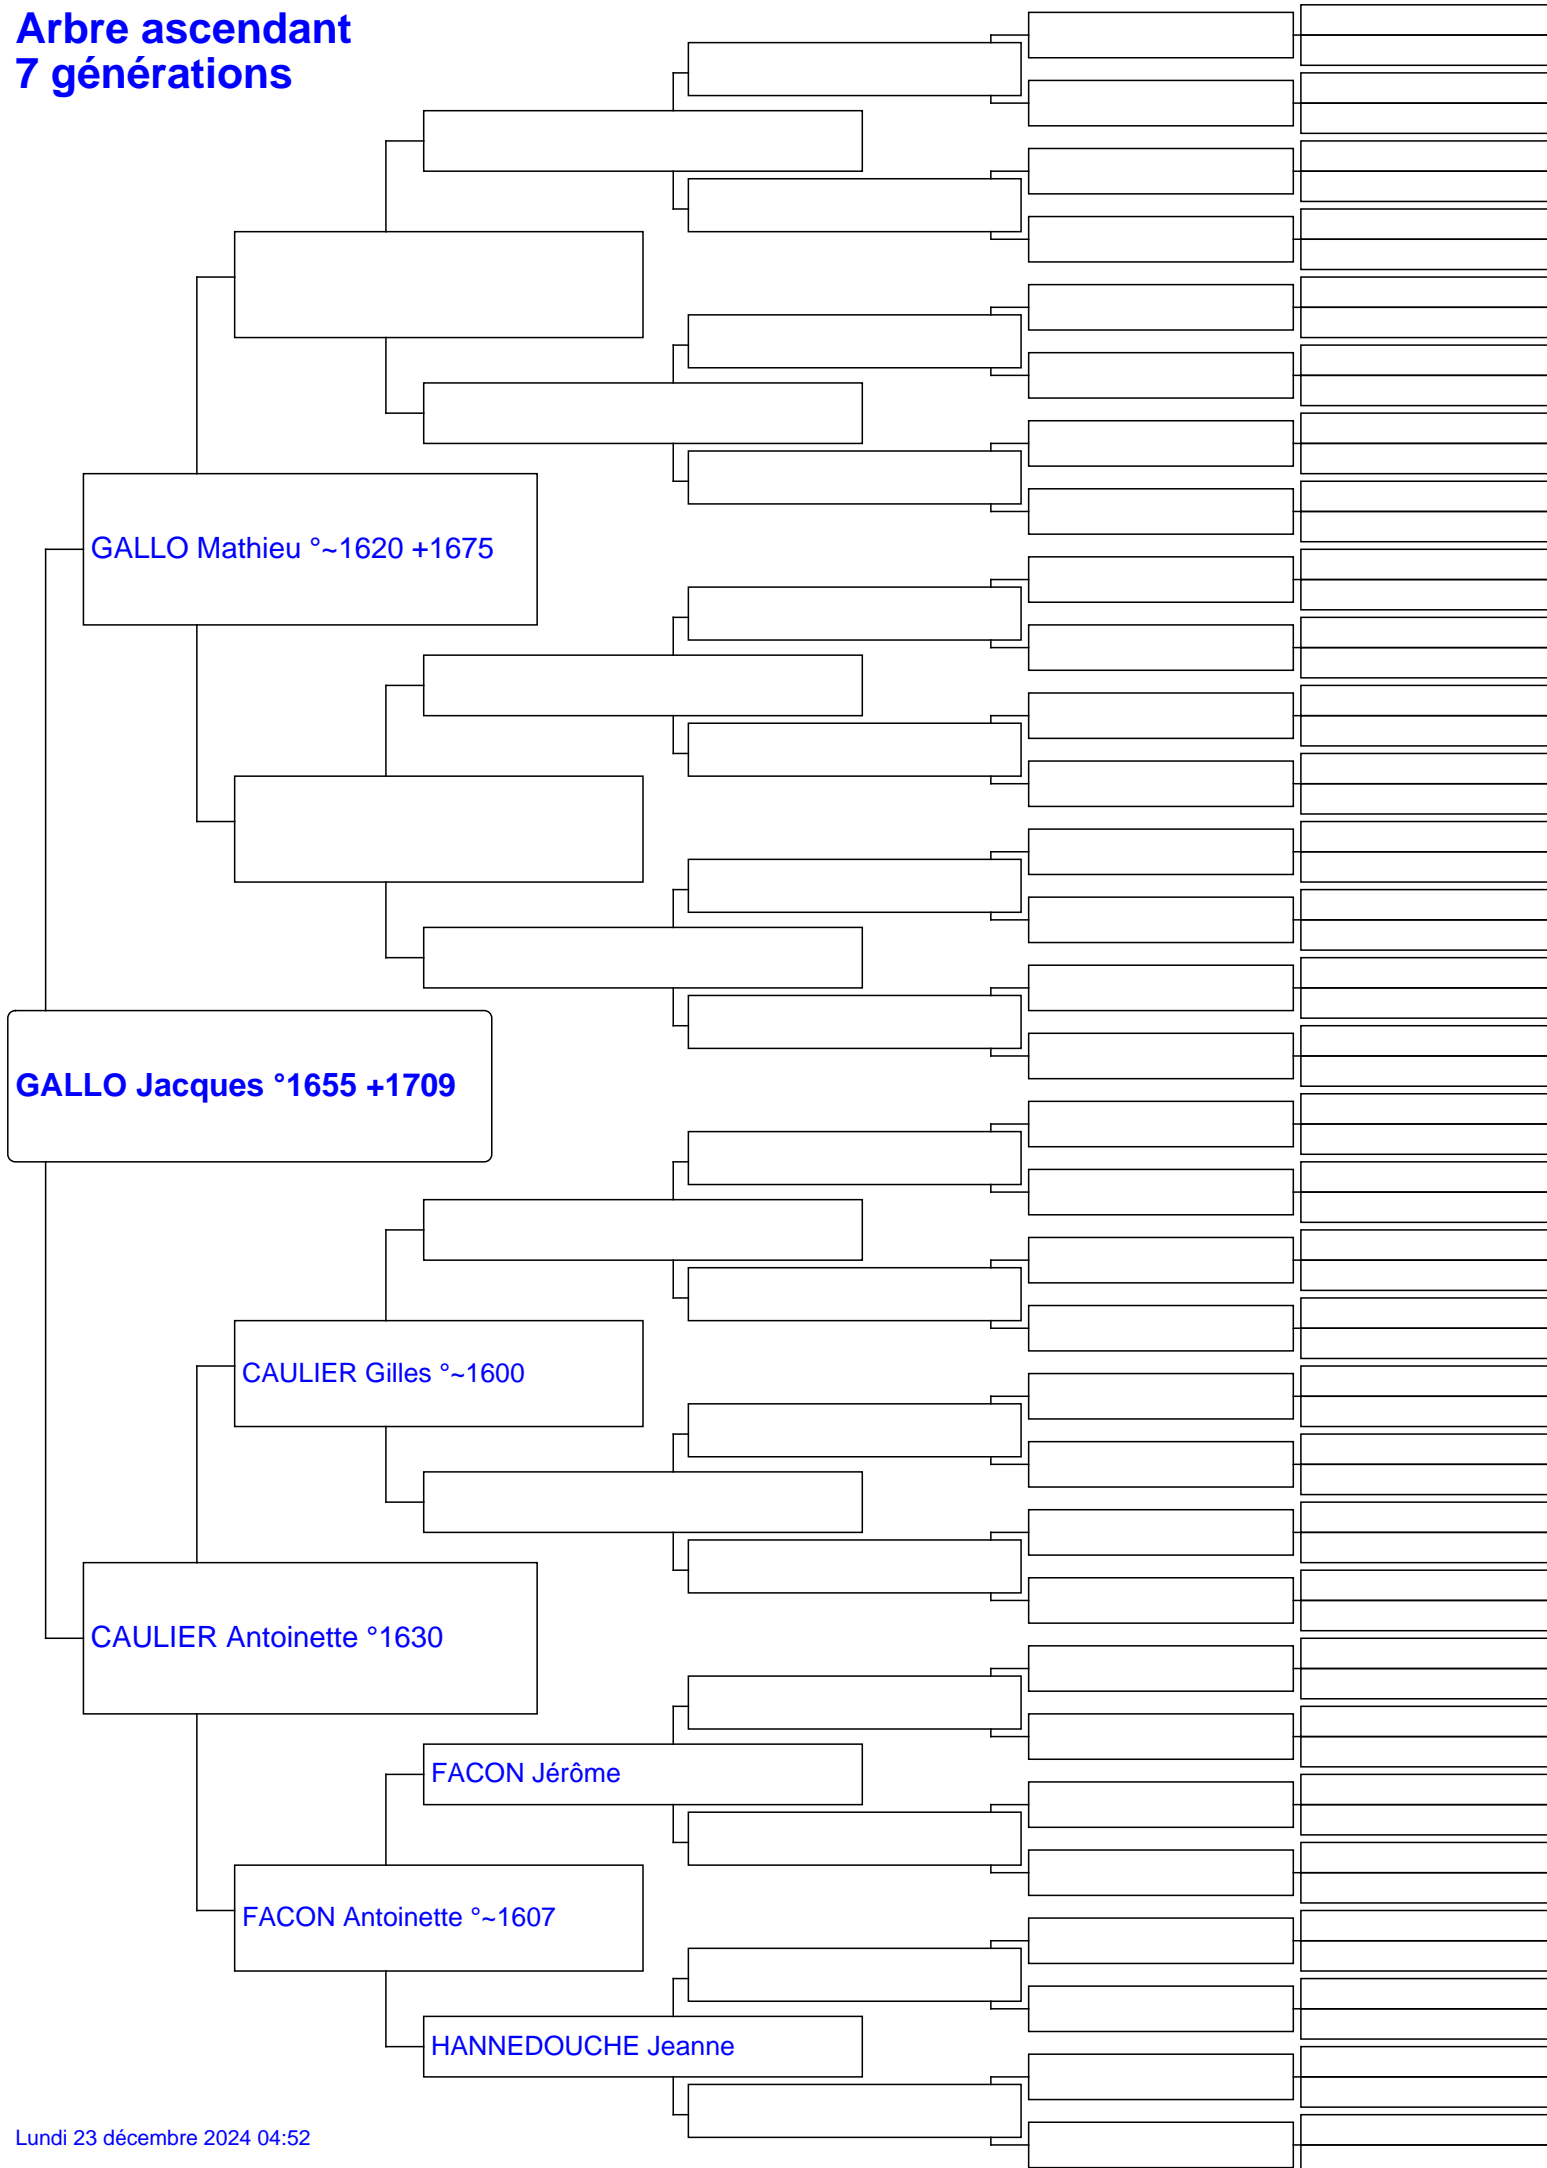 Arbre ascendant
7 générations
GALLO Mathieu °~1620 +1675
GALLO Jacques °1655 +1709
CAULIER Gilles °~1600
CAULIER Antoinette °1630
FACON Jérôme
FACON Antoinette °~1607
HANNEDOUCHE Jeanne
Lundi 23 décembre 2024 04:52